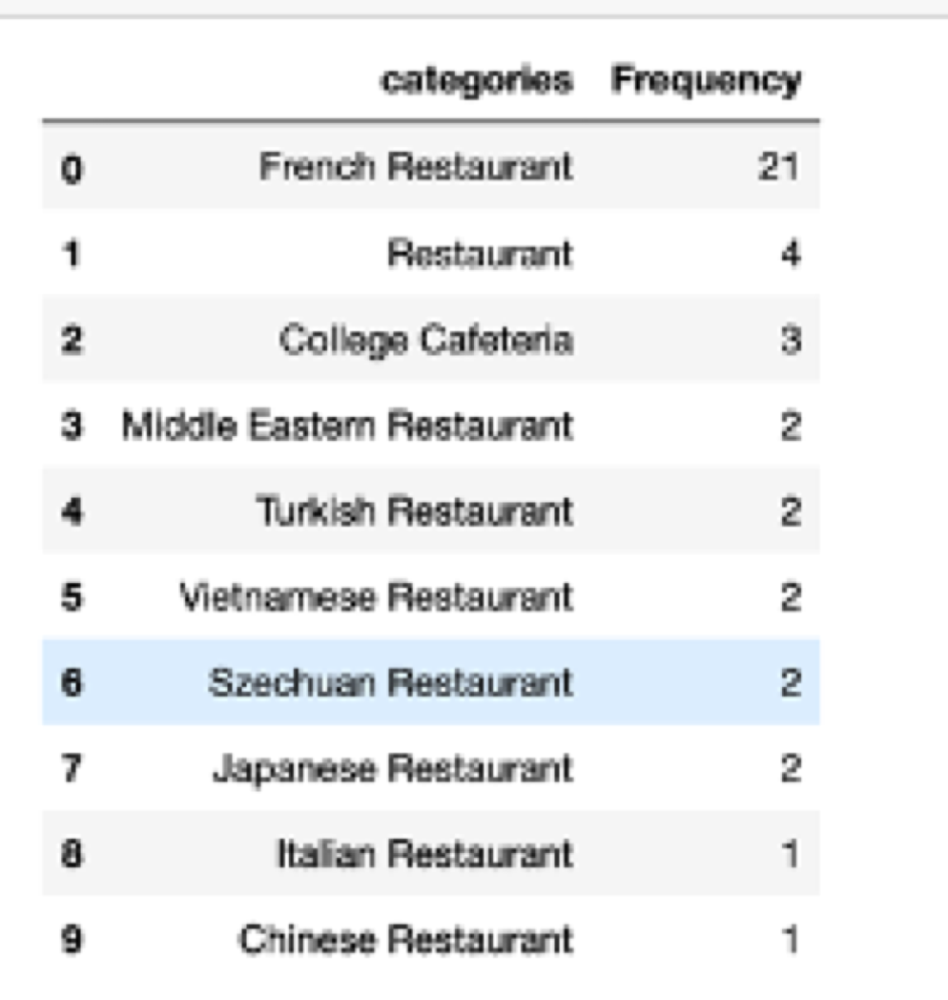 categories Frequency
0 French Restaurant 21
1 Restaurant 4
2 College Cafeteria 3
3 Middle Eastern Restaurant 2
4 Turkish Restaurant 2
5 Vietnamese Restaurant 2
6 Szechuan Restaurant 2
7 Japanese Restaurant 2
8 Italian Restaurant 1
9 Chinese Restaurant 1